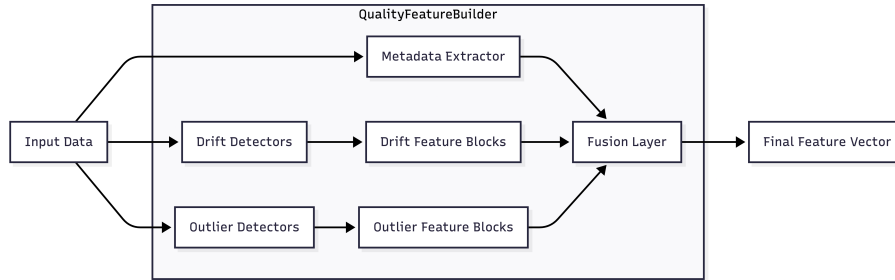 QualityFeatureBuilder
Metadata Extractor
Input Data
Drift Detectors
Drift Feature Blocks
Fusion Layer
Final Feature Vector
Outlier Detectors
Outlier Feature Blocks